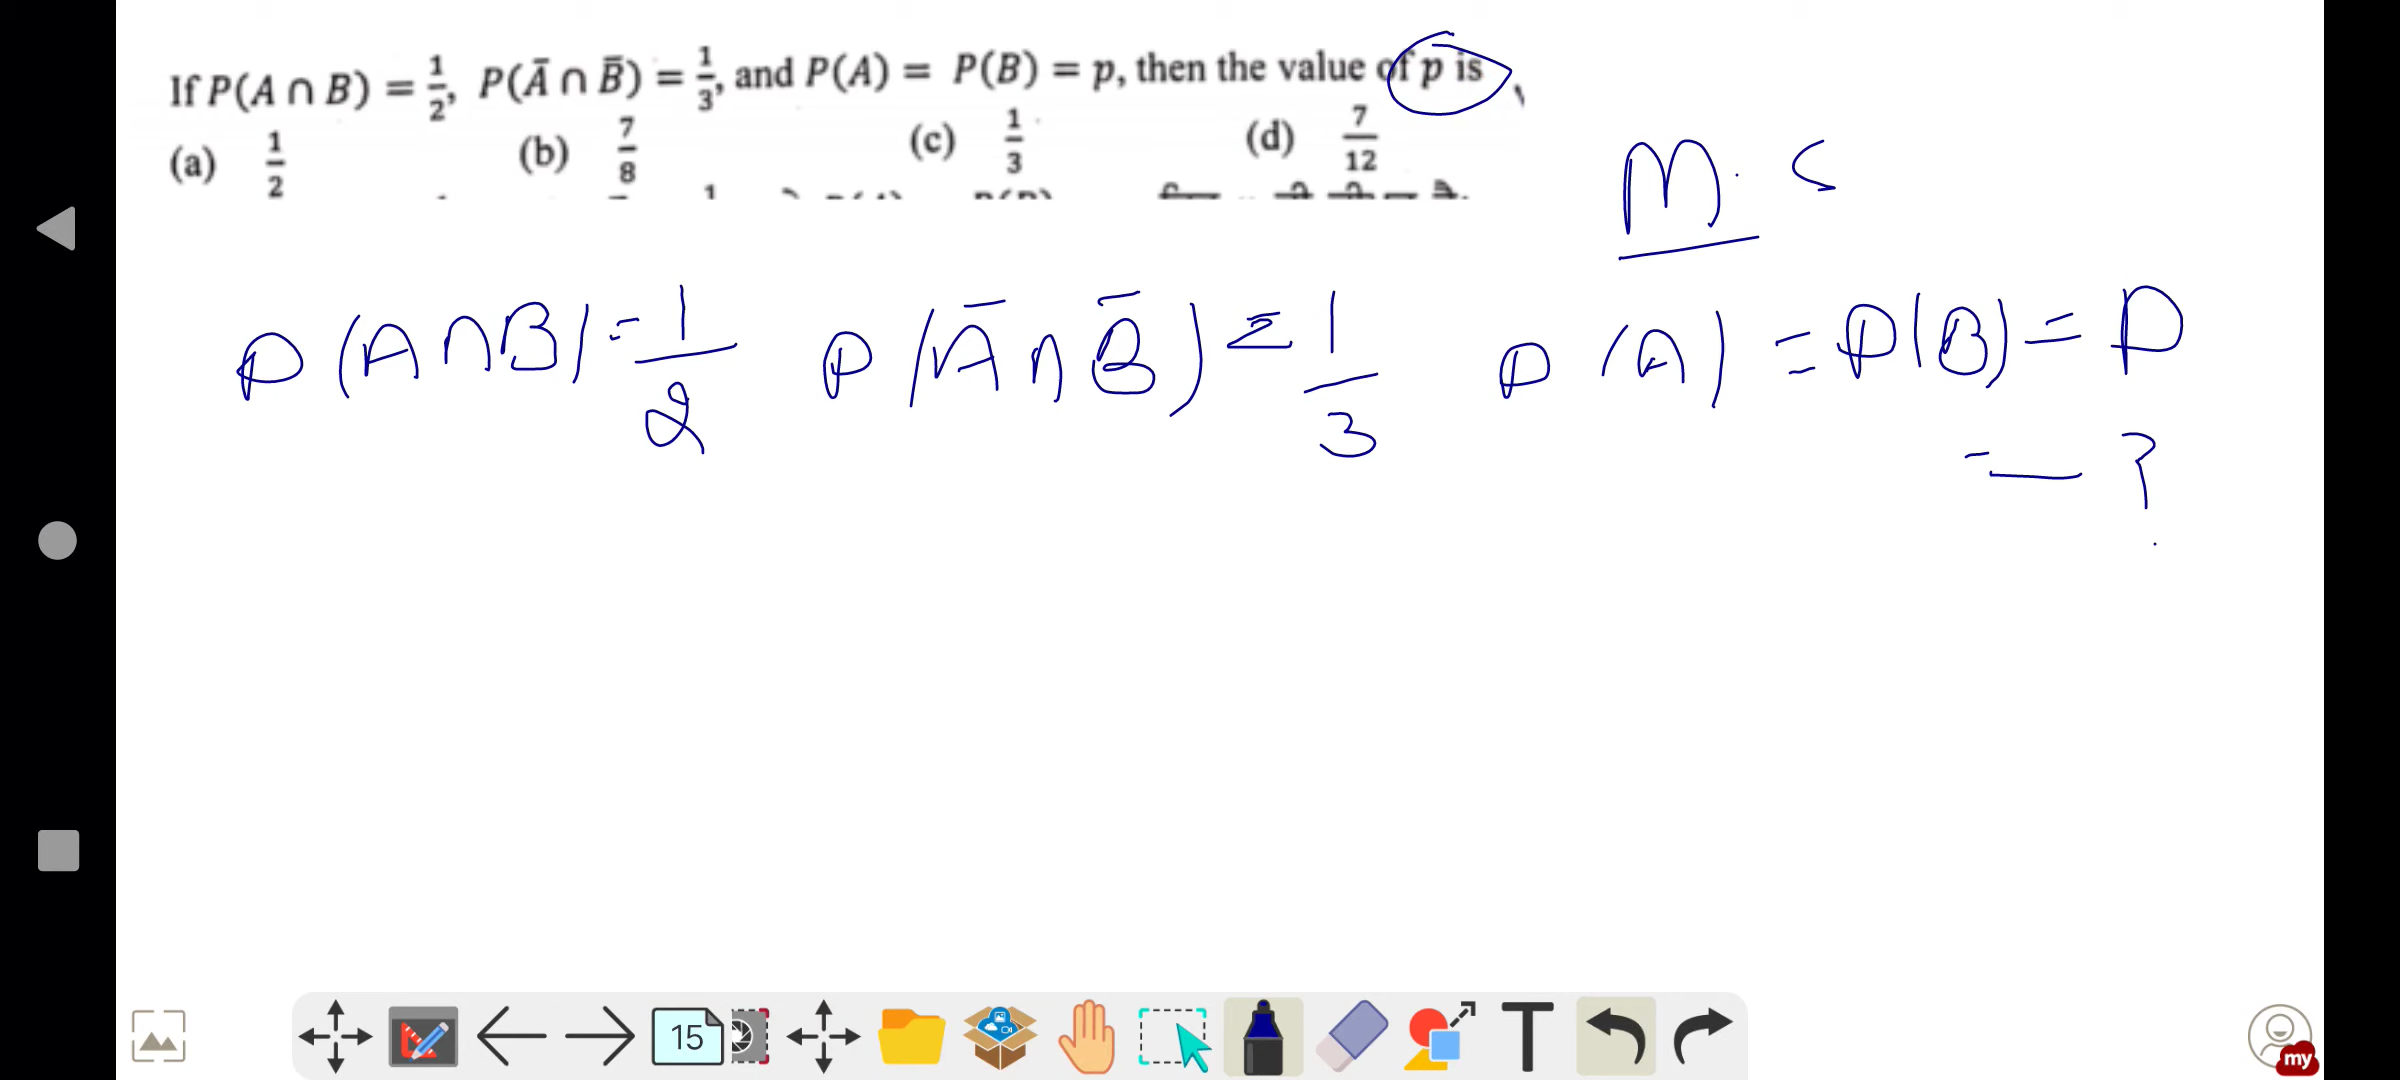 If P(A ∩ B) = 1/2, P(Ā ∩ B̄) = 1/3, and P(A) = P(B) = p, then the value of p is
(a) 1/2 (b) 7/8 (c) 1/3 (d) 7/12
M. C
P(A∩B) = 1/2 P(Ā∩B̄) = 1/3 P(A) = P(B) = P
= — ?
15
my